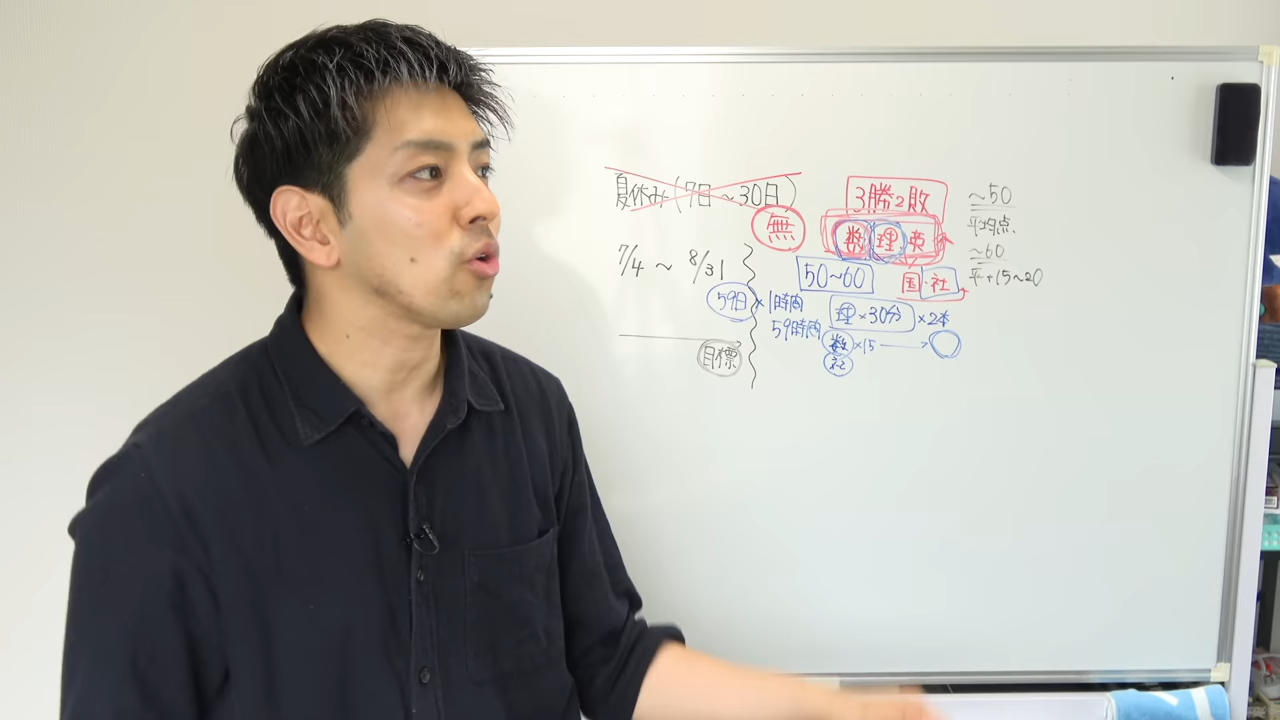 夏休み(7日～30日)
無
7/4 ～ 8/31
59日 × 1時間
59時間
目標
3勝2敗
数 理 英
国・社
50～60
理×30分 ×2本
数×15 →
社
～50
平均点、
～60
平+15～20